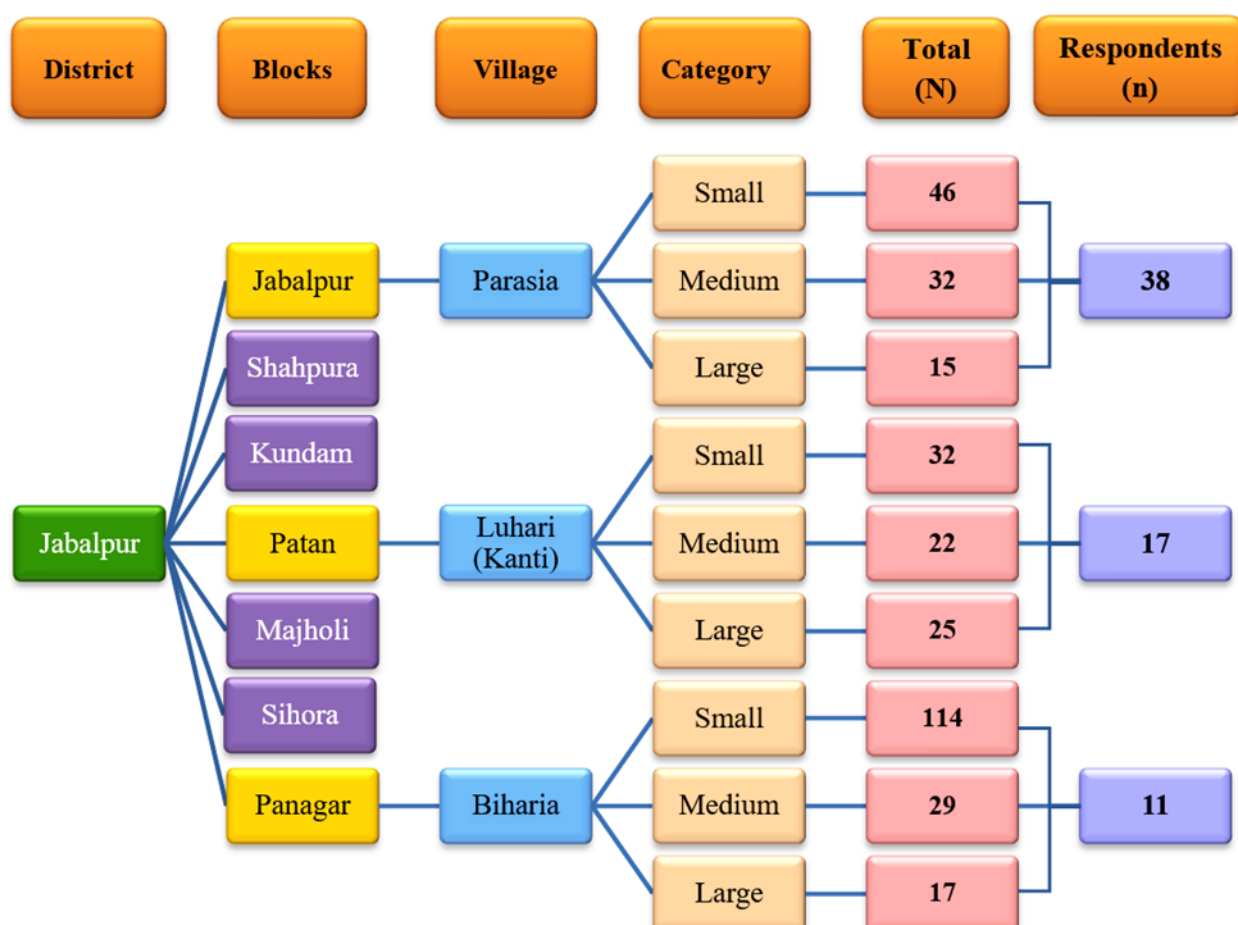 District
Blocks
Village
Category
Total
(N)
Respondents
(n)
Small
46
Jabalpur
Parasia
Medium
32
38
Shahpura
Large
15
Kundam
Small
32
Jabalpur
Patan
Luhari
(Kanti)
Medium
22
17
Majholi
Large
25
Sihora
Small
114
Panagar
Biharia
Medium
29
11
Large
17